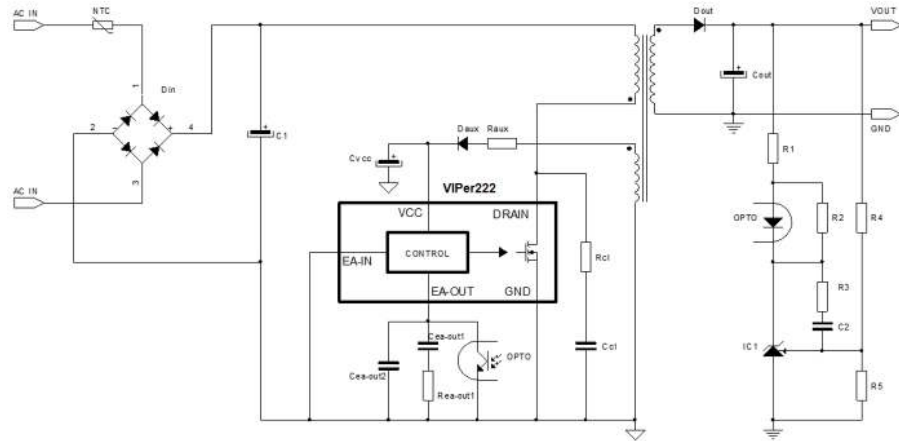 AC IN
NTC
Dout
VOUT
Din
1
Cout
2
4
C1
GND
3
Daux
Raux
R1
Cvcc
AC IN
VIPer222
VCC
DRAIN
OPTO
R2
R4
CONTROL
EA-IN
Rcl
EA-OUT
GND
R3
Cea-out1
C2
OPTO
Ccl
IC1
Cea-out2
Rea-out1
R5